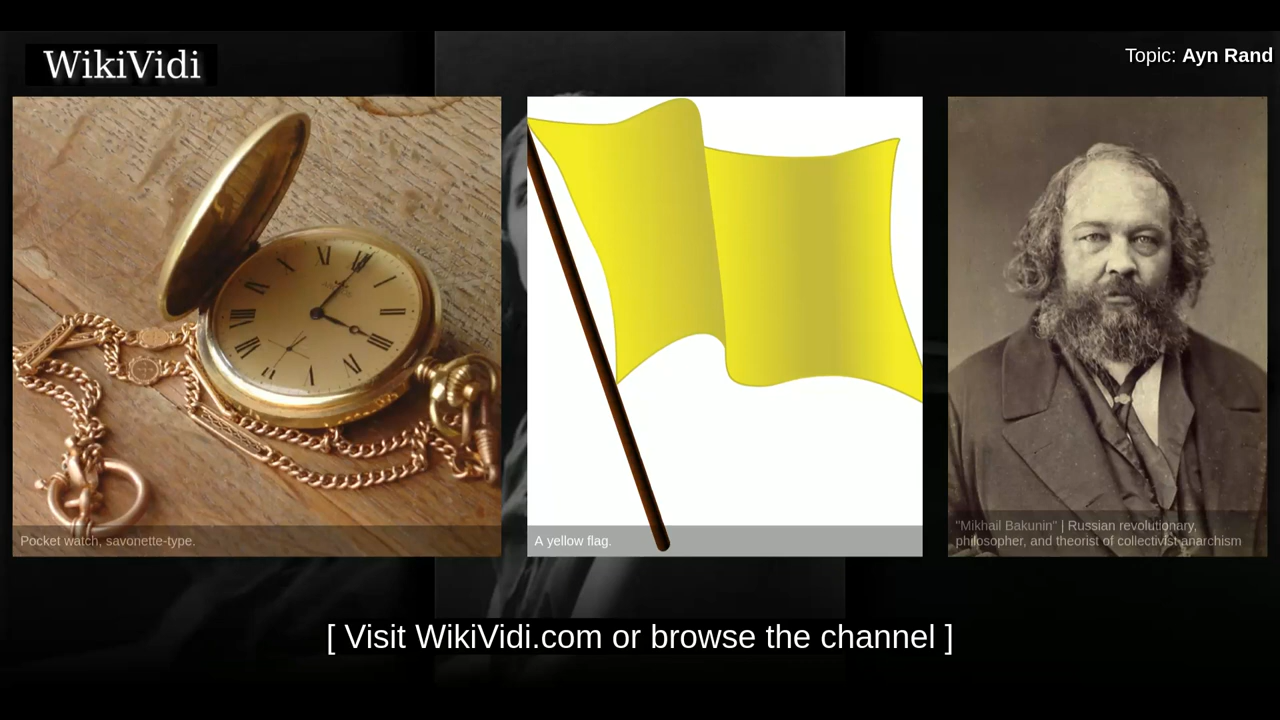 WikiVidi
Topic: Ayn Rand
Pocket watch, savonette-type.
A yellow flag.
"Mikhail Bakunin" | Russian revolutionary,
philosopher, and theorist of collectivist anarchism
[ Visit WikiVidi.com or browse the channel ]